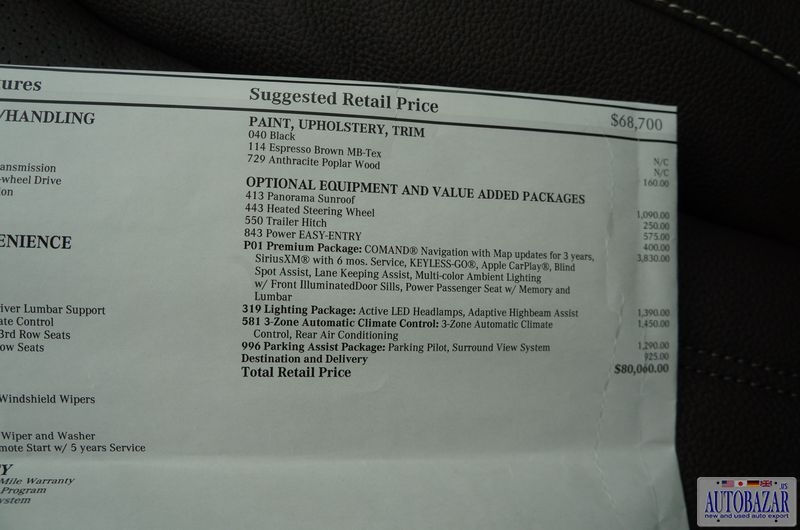 ures
Suggested Retail Price $68,700
/HANDLING
ansmission
-wheel Drive
ion
ENIENCE
iver Lumbar Support
ate Control
3rd Row Seats
ow Seats
Windshield Wipers
Wiper and Washer
mote Start w/ 5 years Service
Y
Mile Warranty
Program
ystem
PAINT, UPHOLSTERY, TRIM
040 Black N/C
114 Espresso Brown MB-Tex N/C
729 Anthracite Poplar Wood 160.00
OPTIONAL EQUIPMENT AND VALUE ADDED PACKAGES
413 Panorama Sunroof 1,090.00
443 Heated Steering Wheel 250.00
550 Trailer Hitch 575.00
843 Power EASY-ENTRY 400.00
P01 Premium Package: COMAND® Navigation with Map updates for 3 years, 3,830.00
SiriusXM® with 6 mos. Service, KEYLESS-GO®, Apple CarPlay®, Blind
Spot Assist, Lane Keeping Assist, Multi-color Ambient Lighting
w/ Front IlluminatedDoor Sills, Power Passenger Seat w/ Memory and
Lumbar
319 Lighting Package: Active LED Headlamps, Adaptive Highbeam Assist 1,390.00
581 3-Zone Automatic Climate Control: 3-Zone Automatic Climate 1,450.00
Control, Rear Air Conditioning
996 Parking Assist Package: Parking Pilot, Surround View System 1,290.00
Destination and Delivery 925.00
Total Retail Price $80,060.00
AUTOBAZAR.US
new and used auto export